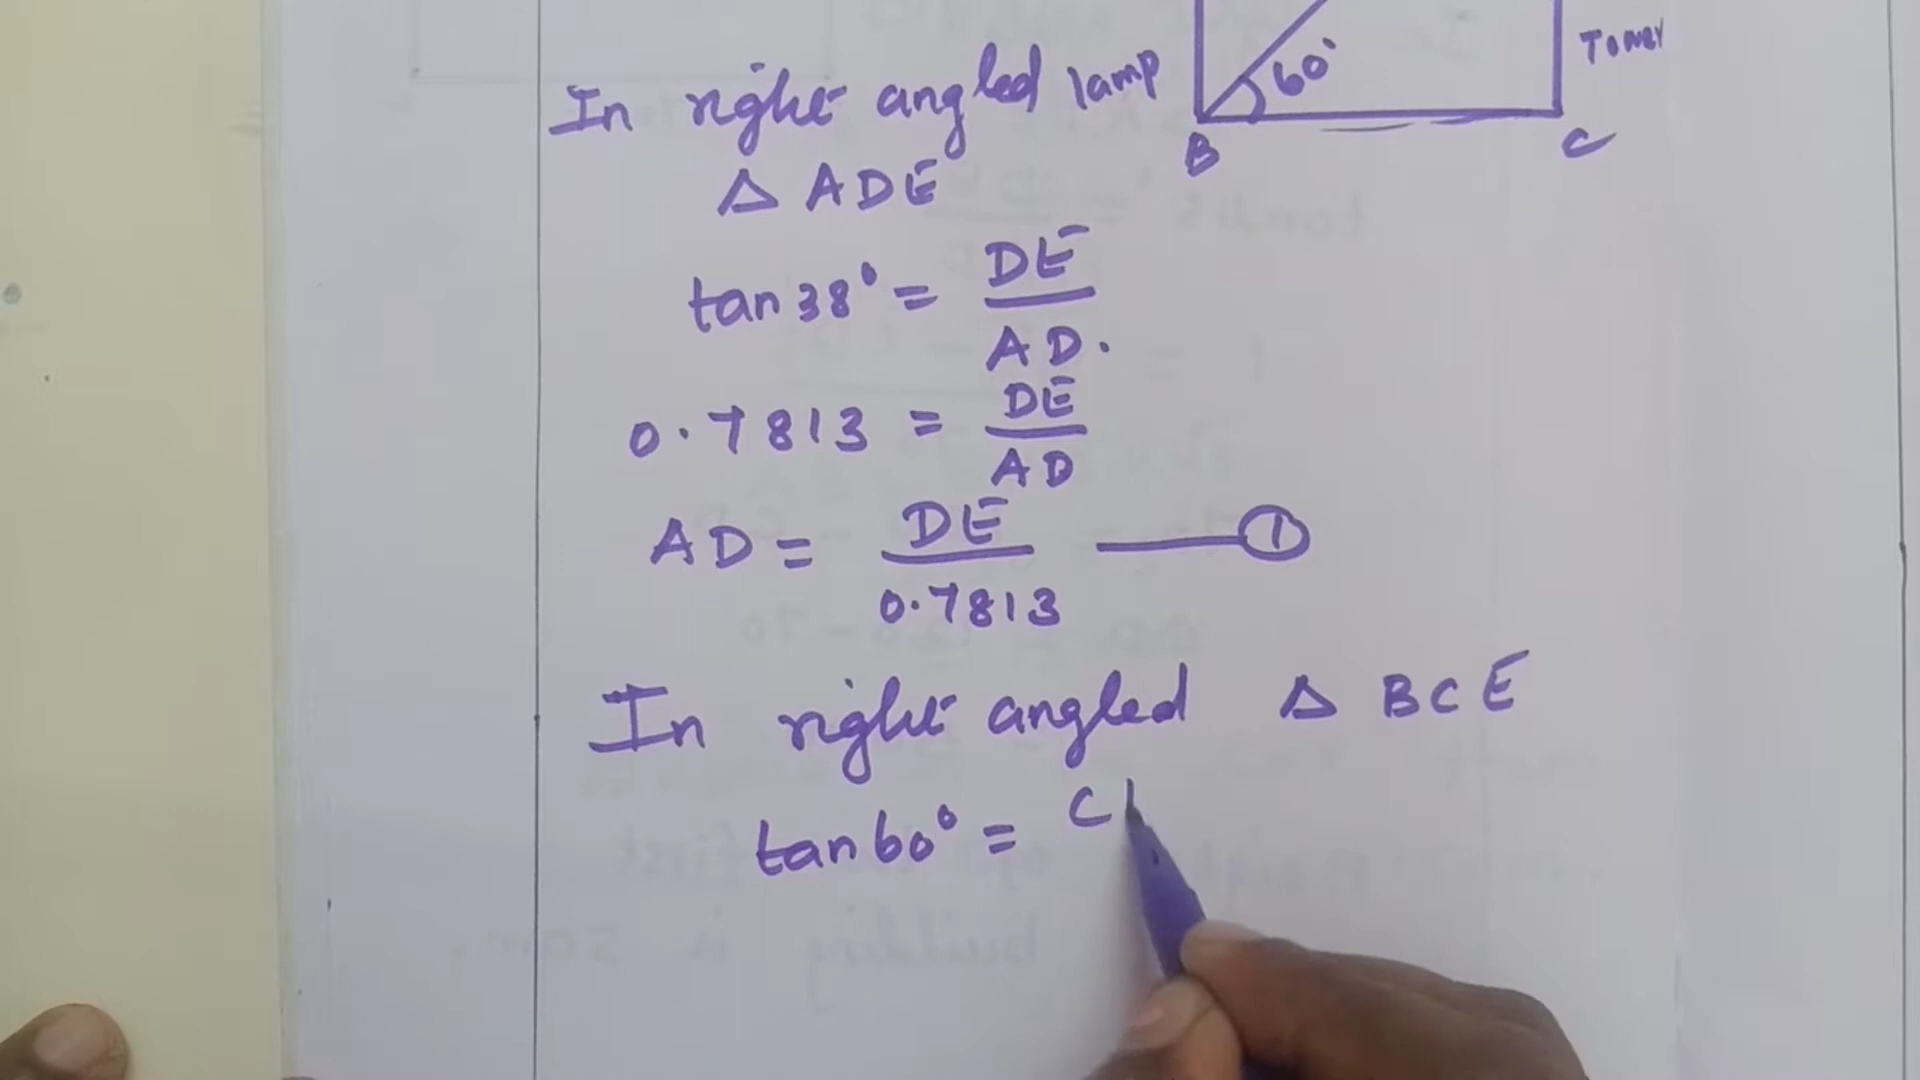 Tower
60°
In right angled lamp
B C
Δ ADE
tan 38° = DE / AD.
0.7813 = DE / AD
AD = DE / 0.7813 — 1
In right angled Δ BCE
tan 60° = C